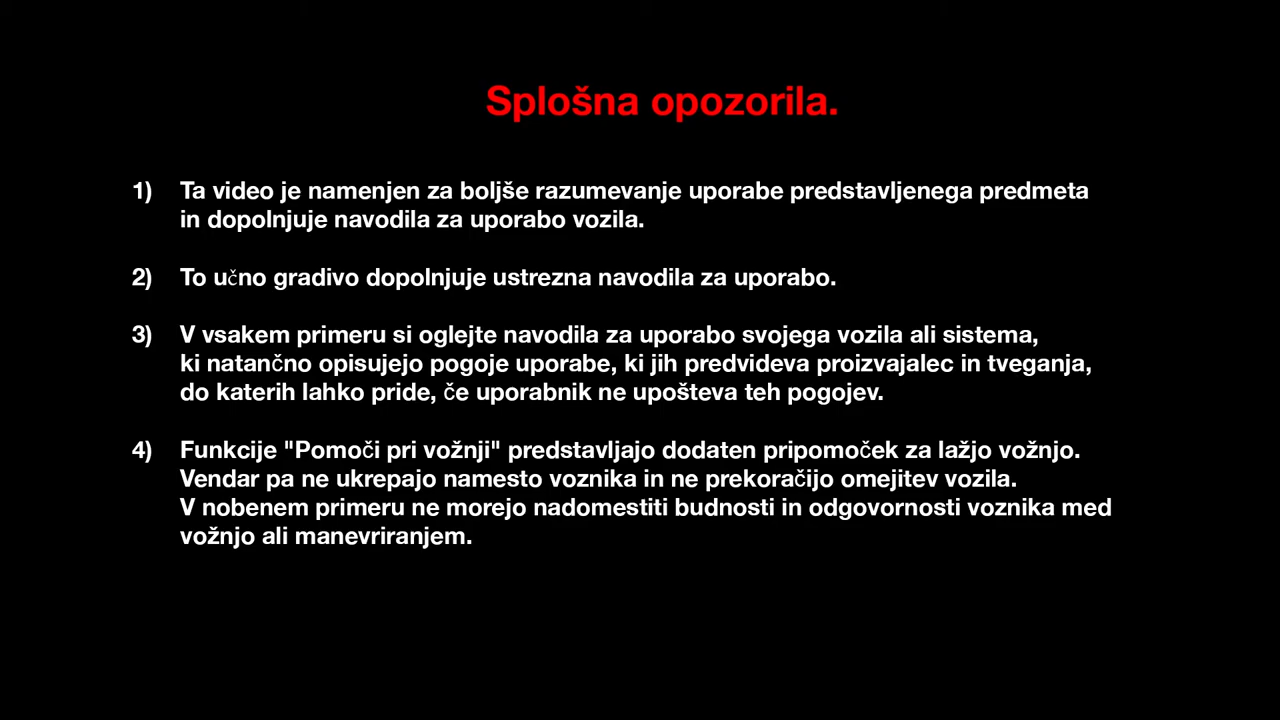 Splošna opozorila.
1) Ta video je namenjen za boljše razumevanje uporabe predstavljenega predmeta
in dopolnjuje navodila za uporabo vozila.
2) To učno gradivo dopolnjuje ustrezna navodila za uporabo.
3) V vsakem primeru si oglejte navodila za uporabo svojega vozila ali sistema,
ki natančno opisujejo pogoje uporabe, ki jih predvideva proizvajalec in tveganja,
do katerih lahko pride, če uporabnik ne upošteva teh pogojev.
4) Funkcije "Pomoči pri vožnji" predstavljajo dodaten pripomoček za lažjo vožnjo.
Vendar pa ne ukrepajo namesto voznika in ne prekoračijo omejitev vozila.
V nobenem primeru ne morejo nadomestiti budnosti in odgovornosti voznika med
vožnjo ali manevriranjem.